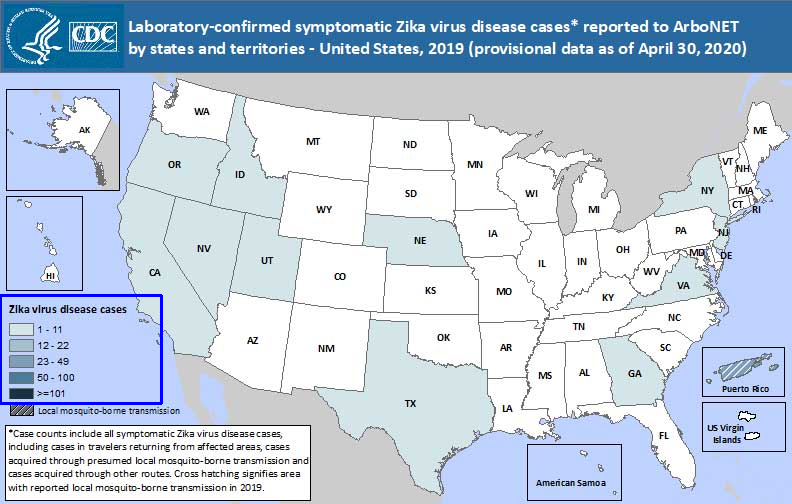 Laboratory-confirmed symptomatic Zika virus disease cases* reported to ArboNET
by states and territories - United States, 2019 (provisional data as of April 30, 2020)
CDC
AK
HI
WA
OR
ID
MT
ND
MN
SD
WY
WI
MI
NE
IA
NV
UT
CO
CA
KS
MO
IL
IN
OH
KY
WV
PA
NY
VT
NH
ME
MA
CT
RI
NJ
DE
MD
VA
NC
TN
SC
AZ
NM
OK
AR
TX
LA
MS
AL
GA
FL
Zika virus disease cases
1 - 11
12 - 22
23 - 49
50 - 100
>=101
Local mosquito-borne transmission
*Case counts include all symptomatic Zika virus disease cases,
including cases in travelers returning from affected areas, cases
acquired through presumed local mosquito-borne transmission and
cases acquired through other routes. Cross hatching signifies area
with reported local mosquito-borne transmission in 2019.
Puerto Rico
US Virgin
Islands
American Samoa